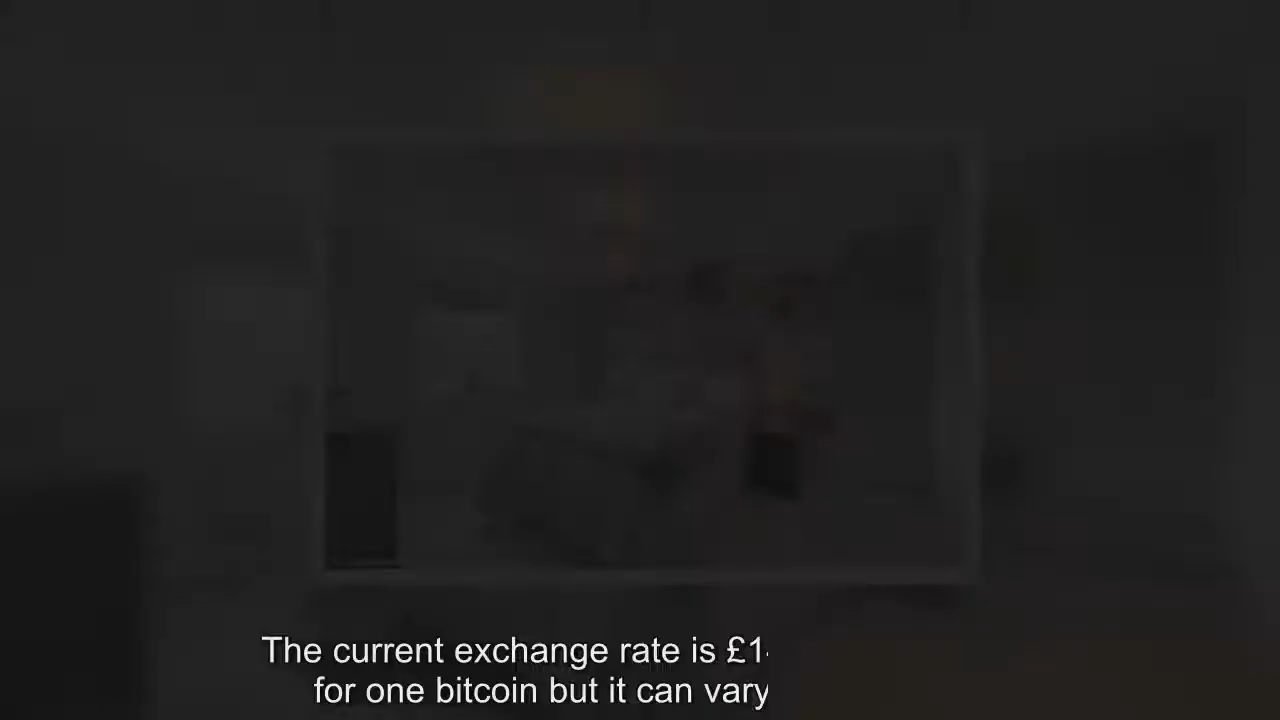 The current exchange rate is
for one bitcoin but it can vary